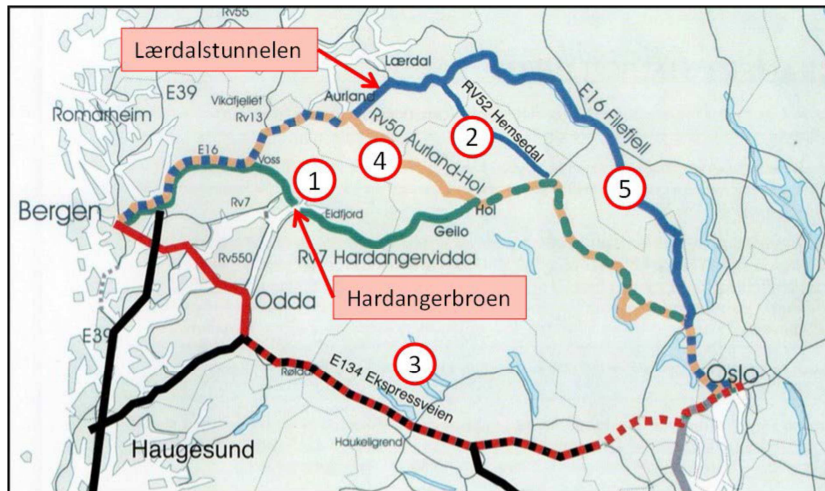 Rv55
Lærdalstunnelen
Lærdal
E39
Vikafjellet
Rv13
Aurland
Romarheim
E16
Voss
RV52 Hemsedal
E16 Filefjell
Rv50 Aurland-Hol
2
4
1
5
Bergen
Rv7
Eidfjord
Hol
Geilo
Rv7 Hardangervidda
Rv550
Odda
Hardangerbroen
E39
3
E134 Ekspressveien
Oslo
Haukeligrend
Haugesund